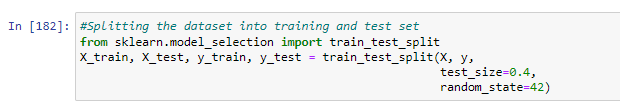 In [182]: #Splitting the dataset into training and test set
from sklearn.model_selection import train_test_split
X_train, X_test, y_train, y_test = train_test_split(X, y,
test_size=0.4,
random_state=42)